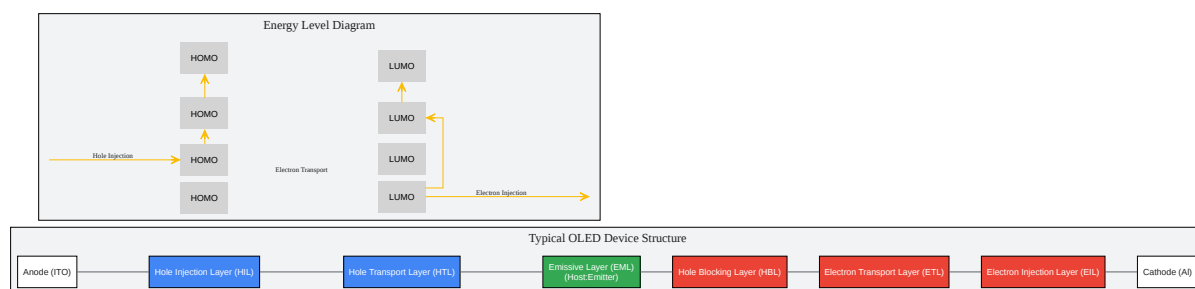 Energy Level Diagram
HOMO
LUMO
HOMO
LUMO
Hole Injection
HOMO
LUMO
Electron Transport
HOMO
LUMO
Electron Injection
Typical OLED Device Structure
Anode (ITO)
Hole Injection Layer (HIL)
Hole Transport Layer (HTL)
Emissive Layer (EML)
(Host:Emitter)
Hole Blocking Layer (HBL)
Electron Transport Layer (ETL)
Electron Injection Layer (EIL)
Cathode (Al)